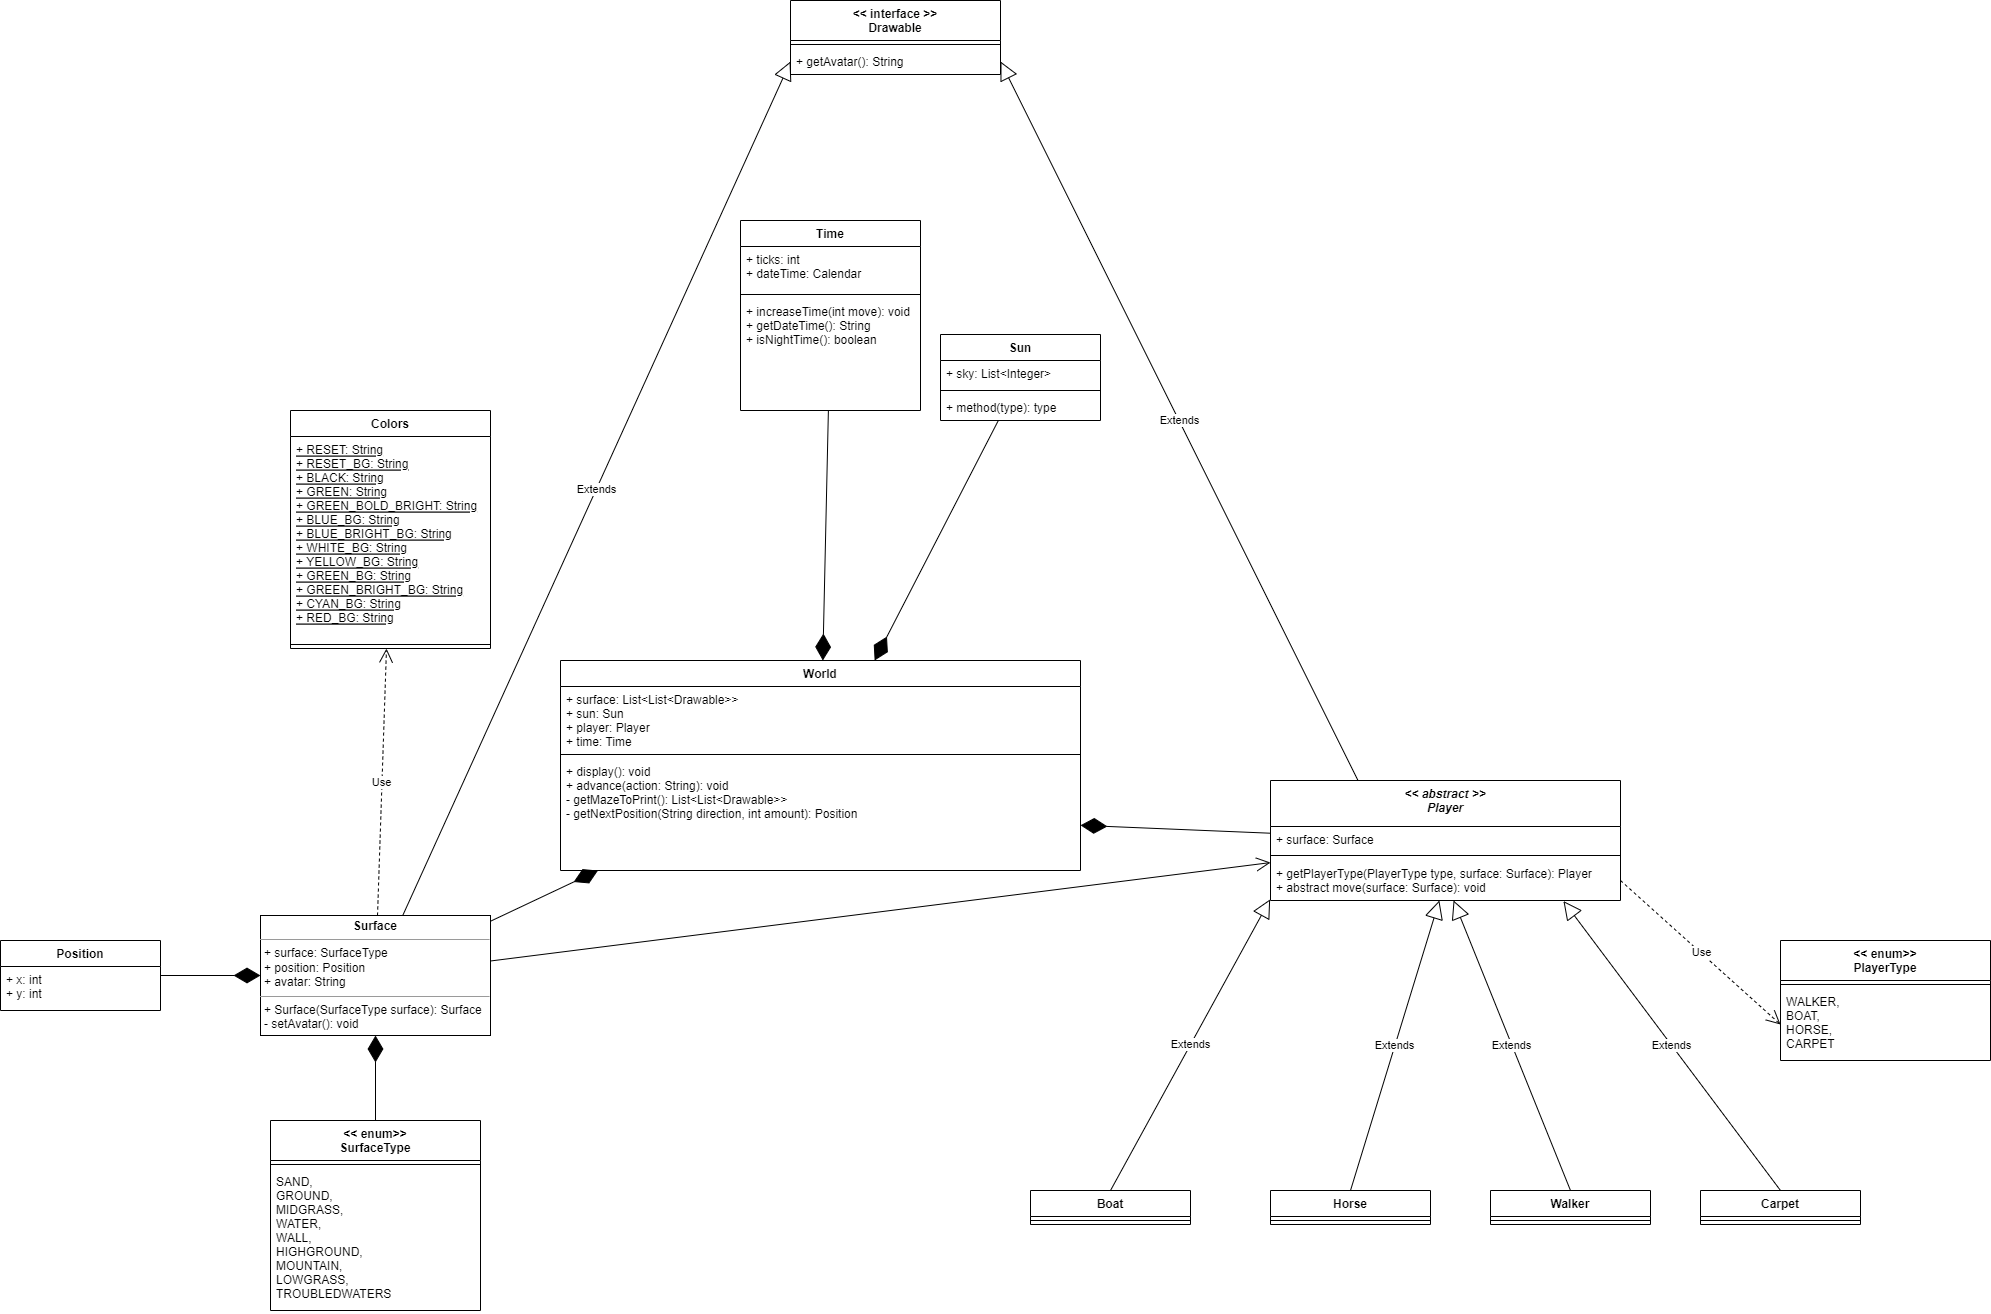 << interface >>
Drawable
+ getAvatar(): String
Time
+ ticks: int
+ dateTime: Calendar
+ increaseTime(int move): void
+ getDateTime(): String
+ isNightTime(): boolean
Sun
+ sky: List<Integer>
+ method(type): type
Extends
Extends
Colors
+ RESET: String
+ RESET_BG: String
+ BLACK: String
+ GREEN: String
+ GREEN_BOLD_BRIGHT: String
+ BLUE_BG: String
+ BLUE_BRIGHT_BG: String
+ WHITE_BG: String
+ YELLOW_BG: String
+ GREEN_BG: String
+ GREEN_BRIGHT_BG: String
+ CYAN_BG: String
+ RED_BG: String
Use
World
+ surface: List<List<Drawable>>
+ sun: Sun
+ player: Player
+ time: Time
+ display(): void
+ advance(action: String): void
- getMazeToPrint(): List<List<Drawable>>
- getNextPosition(String direction, int amount): Position
<< abstract >>
Player
+ surface: Surface
+ getPlayerType(PlayerType type, surface: Surface): Player
+ abstract move(surface: Surface): void
Position
+ x: int
+ y: int
Surface
+ surface: SurfaceType
+ position: Position
+ avatar: String
+ Surface(SurfaceType surface): Surface
- setAvatar(): void
Use
<< enum>>
PlayerType
WALKER,
BOAT,
HORSE,
CARPET
Extends
Extends
Extends
Extends
<< enum>>
SurfaceType
SAND,
GROUND,
MIDGRASS,
WATER,
WALL,
HIGHGROUND,
MOUNTAIN,
LOWGRASS,
TROUBLEDWATERS
Boat
Horse
Walker
Carpet